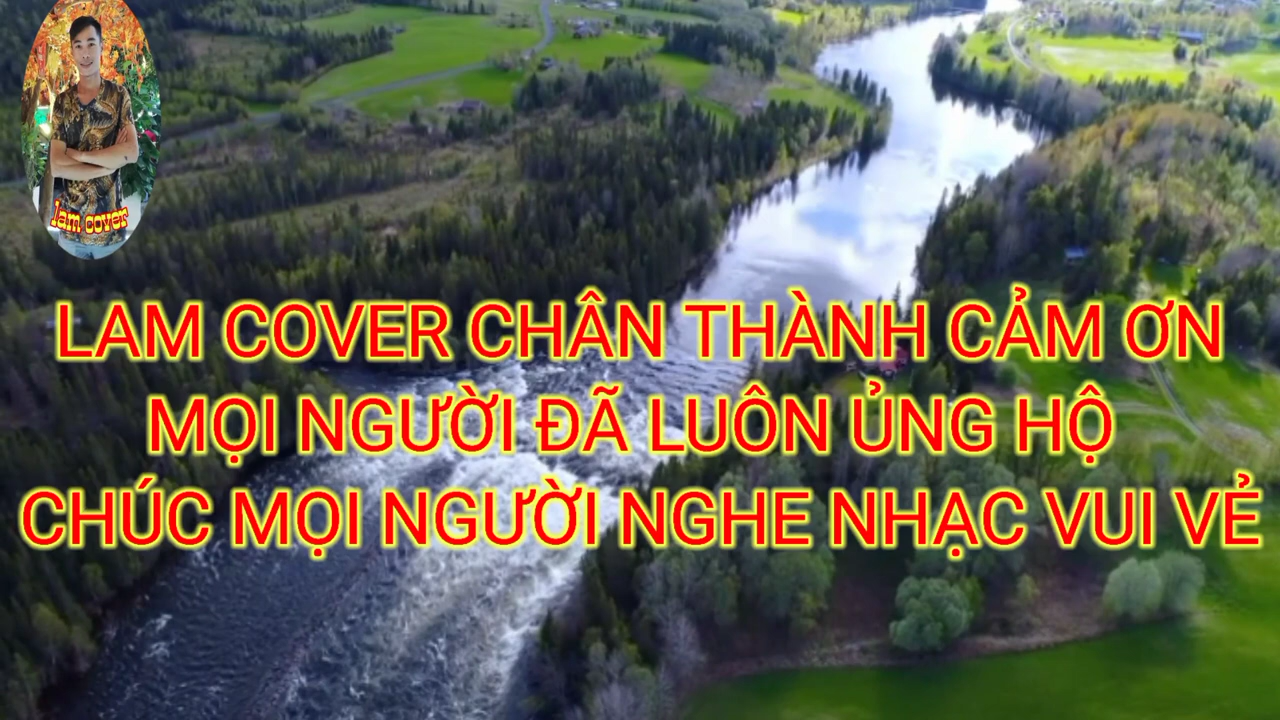 lam cover
LAM COVER CHÂN THÀNH CẢM ƠN
MỌI NGƯỜI ĐÃ LUÔN ỦNG HỘ
CHÚC MỌI NGƯỜI NGHE NHẠC VUI VẺ